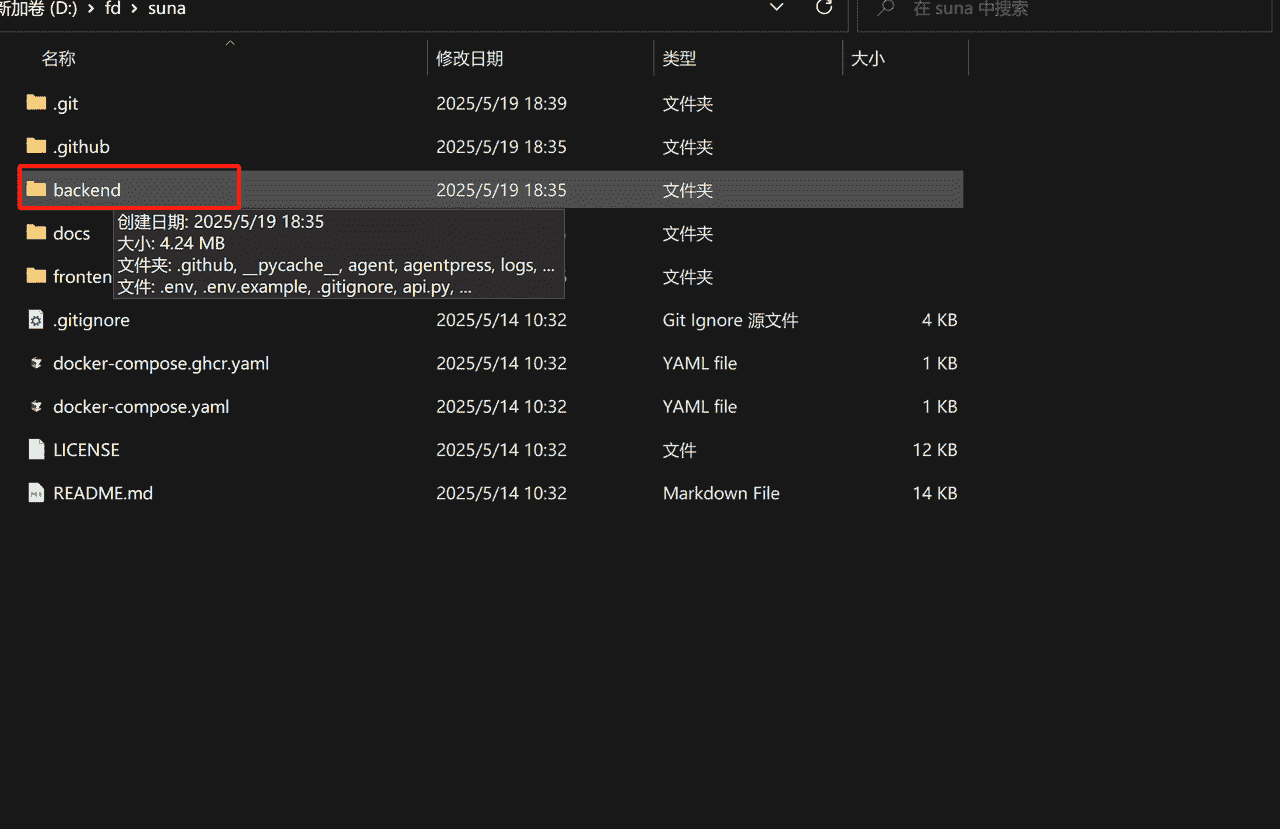 新加卷 (D:) › fd › suna 在 suna 中搜索
名称 修改日期 类型 大小
.git 2025/5/19 18:39 文件夹
.github 2025/5/19 18:35 文件夹
backend 2025/5/19 18:35 文件夹
docs 文件夹
fronten 文件夹
创建日期: 2025/5/19 18:35
大小: 4.24 MB
文件夹: .github, __pycache__, agent, agentpress, logs, ...
文件: .env, .env.example, .gitignore, api.py, ...
.gitignore 2025/5/14 10:32 Git Ignore 源文件 4 KB
docker-compose.ghcr.yaml 2025/5/14 10:32 YAML file 1 KB
docker-compose.yaml 2025/5/14 10:32 YAML file 1 KB
LICENSE 2025/5/14 10:32 文件 12 KB
README.md 2025/5/14 10:32 Markdown File 14 KB